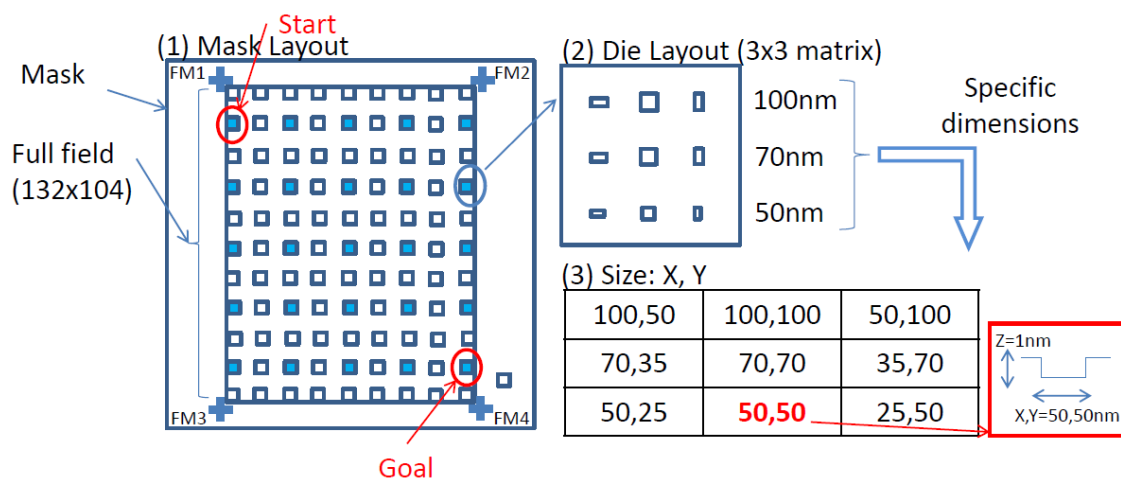 Start
(1) Mask Layout
Mask
FM1
FM2
Full field
(132x104)
FM3
FM4
Goal
(2) Die Layout (3x3 matrix)
100nm
70nm
50nm
Specific
dimensions
(3) Size: X, Y
100,50 100,100 50,100
70,35 70,70 35,70
50,25 50,50 25,50
Z=1nm
X,Y=50,50nm